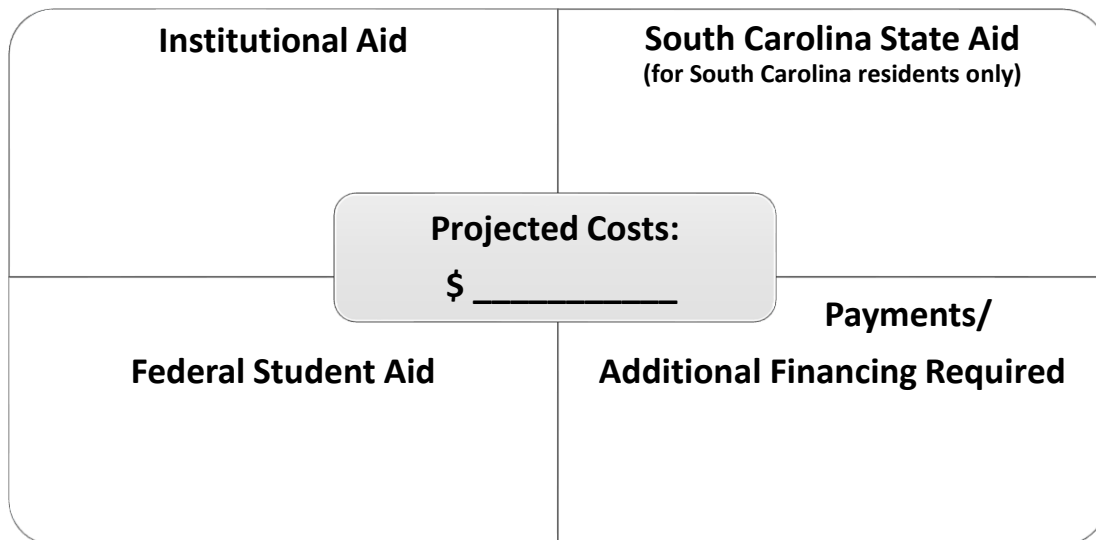 Institutional Aid
South Carolina State Aid
(for South Carolina residents only)
Projected Costs:
$ ___________
Federal Student Aid
Payments/
Additional Financing Required